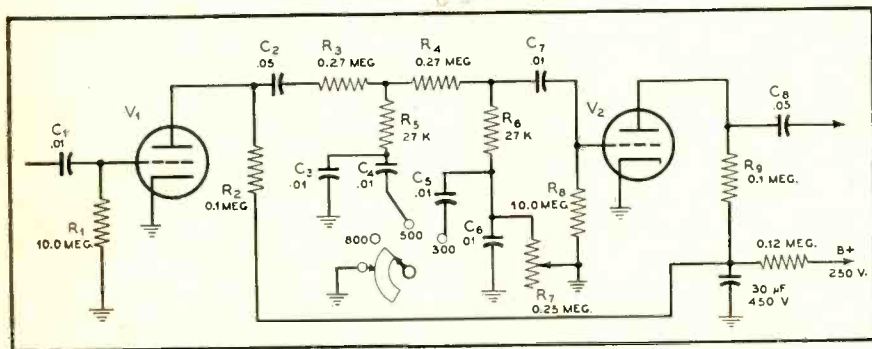 C1
.01
R1
10.0 MEG.
V1
C2
.05
R2
0.1 MEG.
R3
0.27 MEG.
R4
0.27 MEG.
R5
27 K
C3
.01
C4
.01
500
800
300
R6
27 K
C5
.01
C6
.01
R7
0.25 MEG.
C7
.01
R8
10.0 MEG.
V2
C8
.05
R9
0.1 MEG.
0.12 MEG.
B+
250 V.
30 µF
450 V